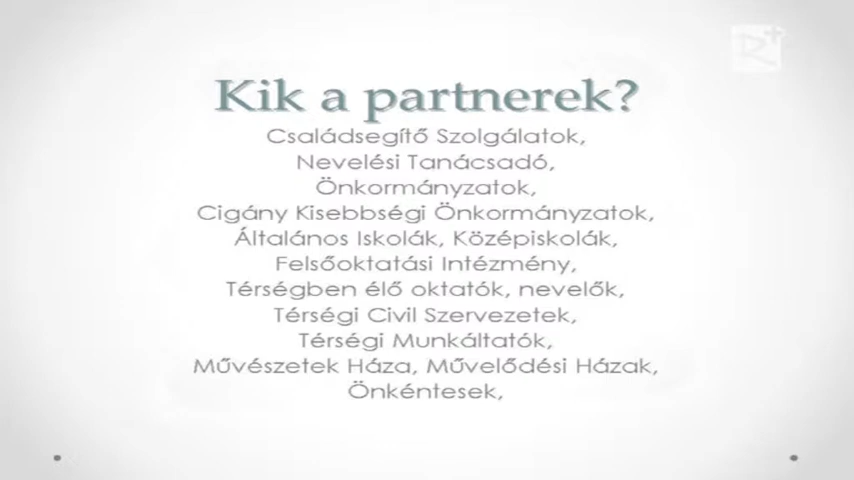 R+
Kik a partnerek?
Családsegítő Szolgálatok,
Nevelési Tanácsadó,
Önkormányzatok,
Cigány Kisebbségi Önkormányzatok,
Általános Iskolák, Középiskolák,
Felsőoktatási Intézmény,
Térségben élő oktatók, nevelők,
Térségi Civil Szervezetek,
Térségi Munkáltatók,
Művészetek Háza, Művelődési Házak,
Önkéntesek,